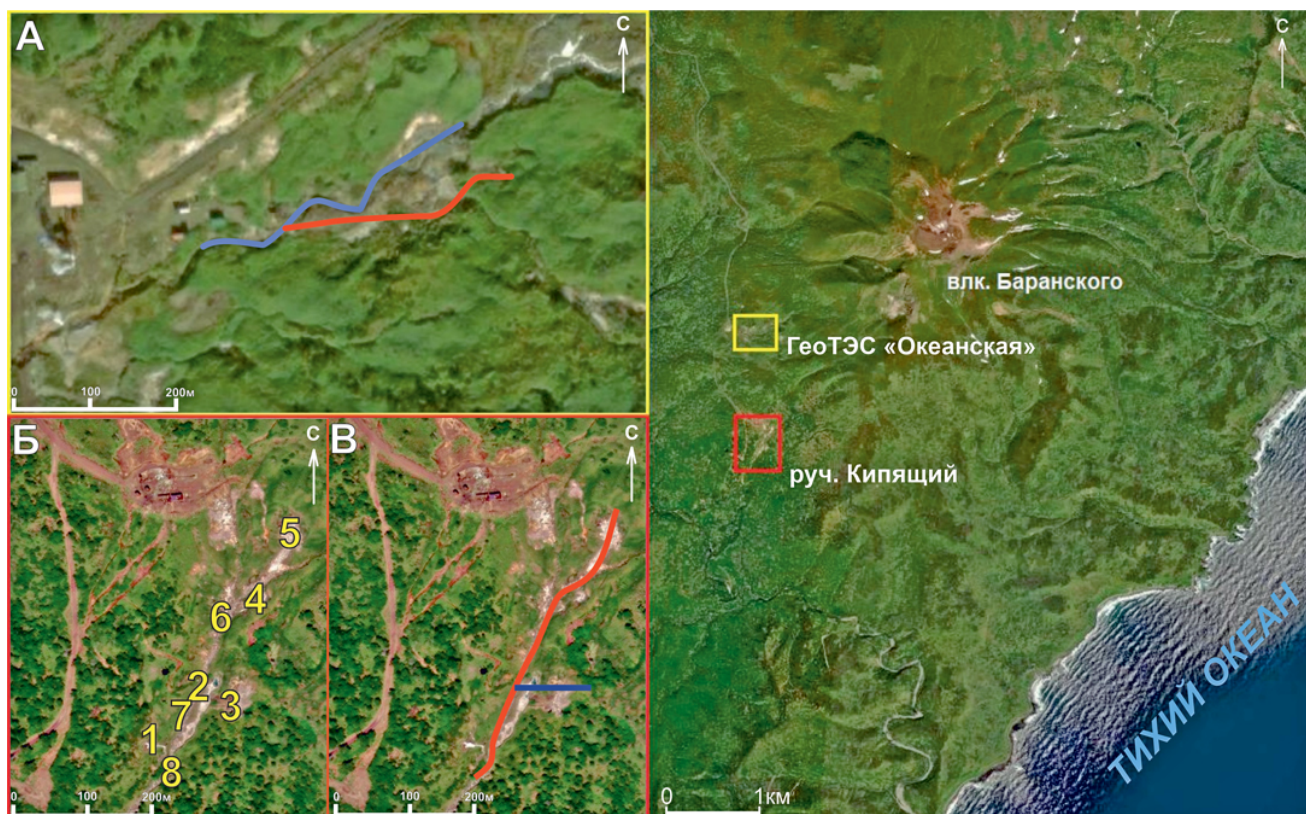 А
С
0
100
200м
Б
С
5
4
6
2
3
7
1
8
0
100
200м
В
С
0
100
200м
С
влк. Баранского
ГеоТЭС «Океанская»
руч. Кипящий
ТИХИЙ ОКЕАН
0
1км